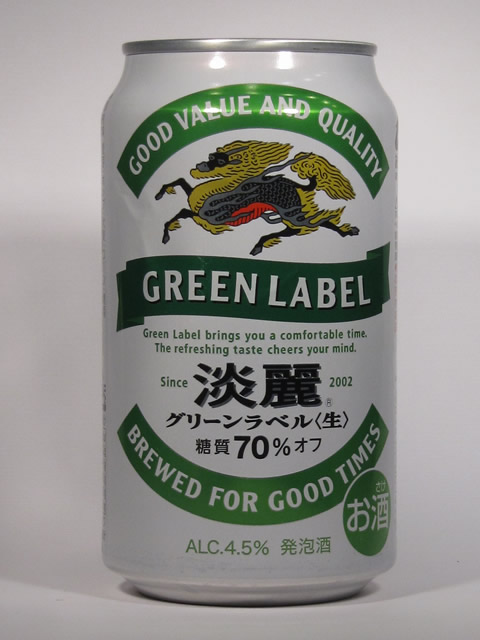 GOOD VALUE AND QUALITY
GREEN LABEL
Green Label brings you a comfortable time.
The refreshing taste cheers your mind.
Since 淡麗® 2002
グリーンラベル〈生〉
糖質70%オフ
BREWED FOR GOOD TIMES
さけ
お酒
ALC.4.5% 発泡酒